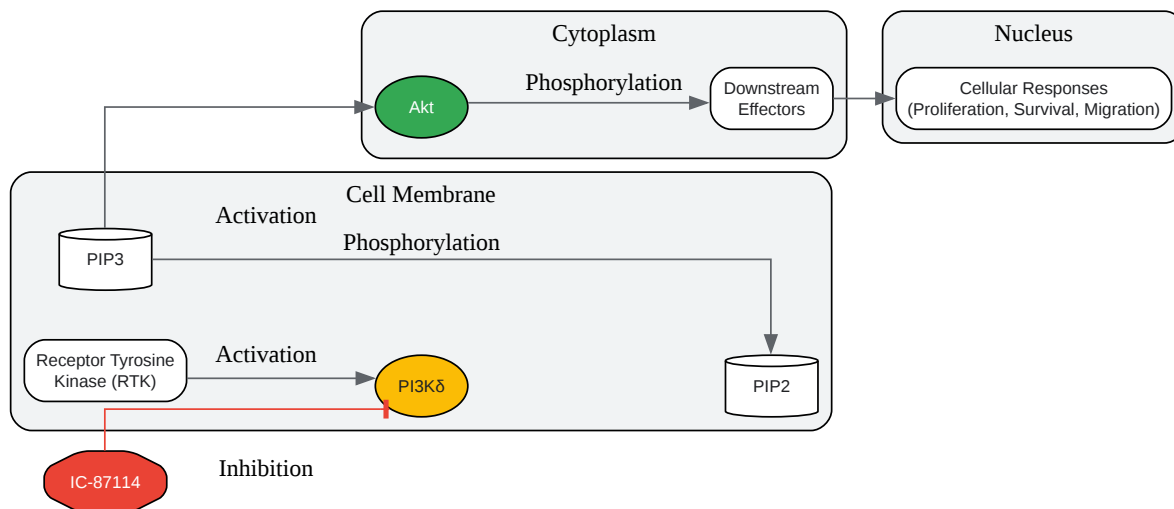 Cytoplasm
Nucleus
Akt
Phosphorylation
Downstream
Effectors
Cellular Responses
(Proliferation, Survival, Migration)
Cell Membrane
Activation
Phosphorylation
PIP3
Receptor Tyrosine
Kinase (RTK)
Activation
PI3Kδ
PIP2
IC-87114
Inhibition